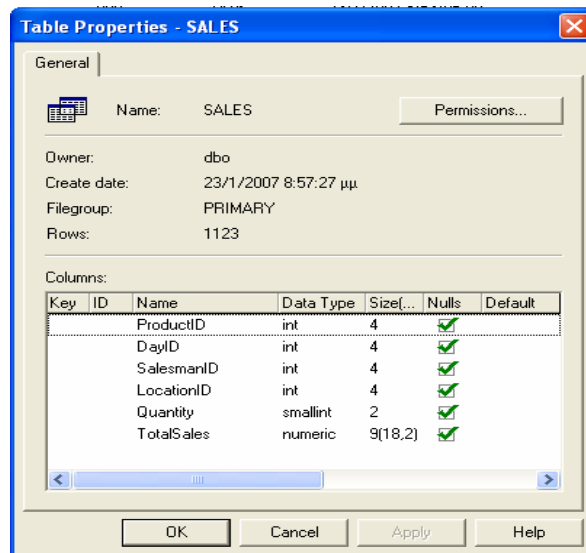 Table Properties - SALES
General
Name: SALES Permissions...
Owner: dbo
Create date: 23/1/2007 8:57:27 μμ
Filegroup: PRIMARY
Rows: 1123
Columns:
Key ID Name Data Type Size(... Nulls Default
ProductID int 4
DayID int 4
SalesmanID int 4
LocationID int 4
Quantity smallint 2
TotalSales numeric 9(18,2)
OK Cancel Apply Help